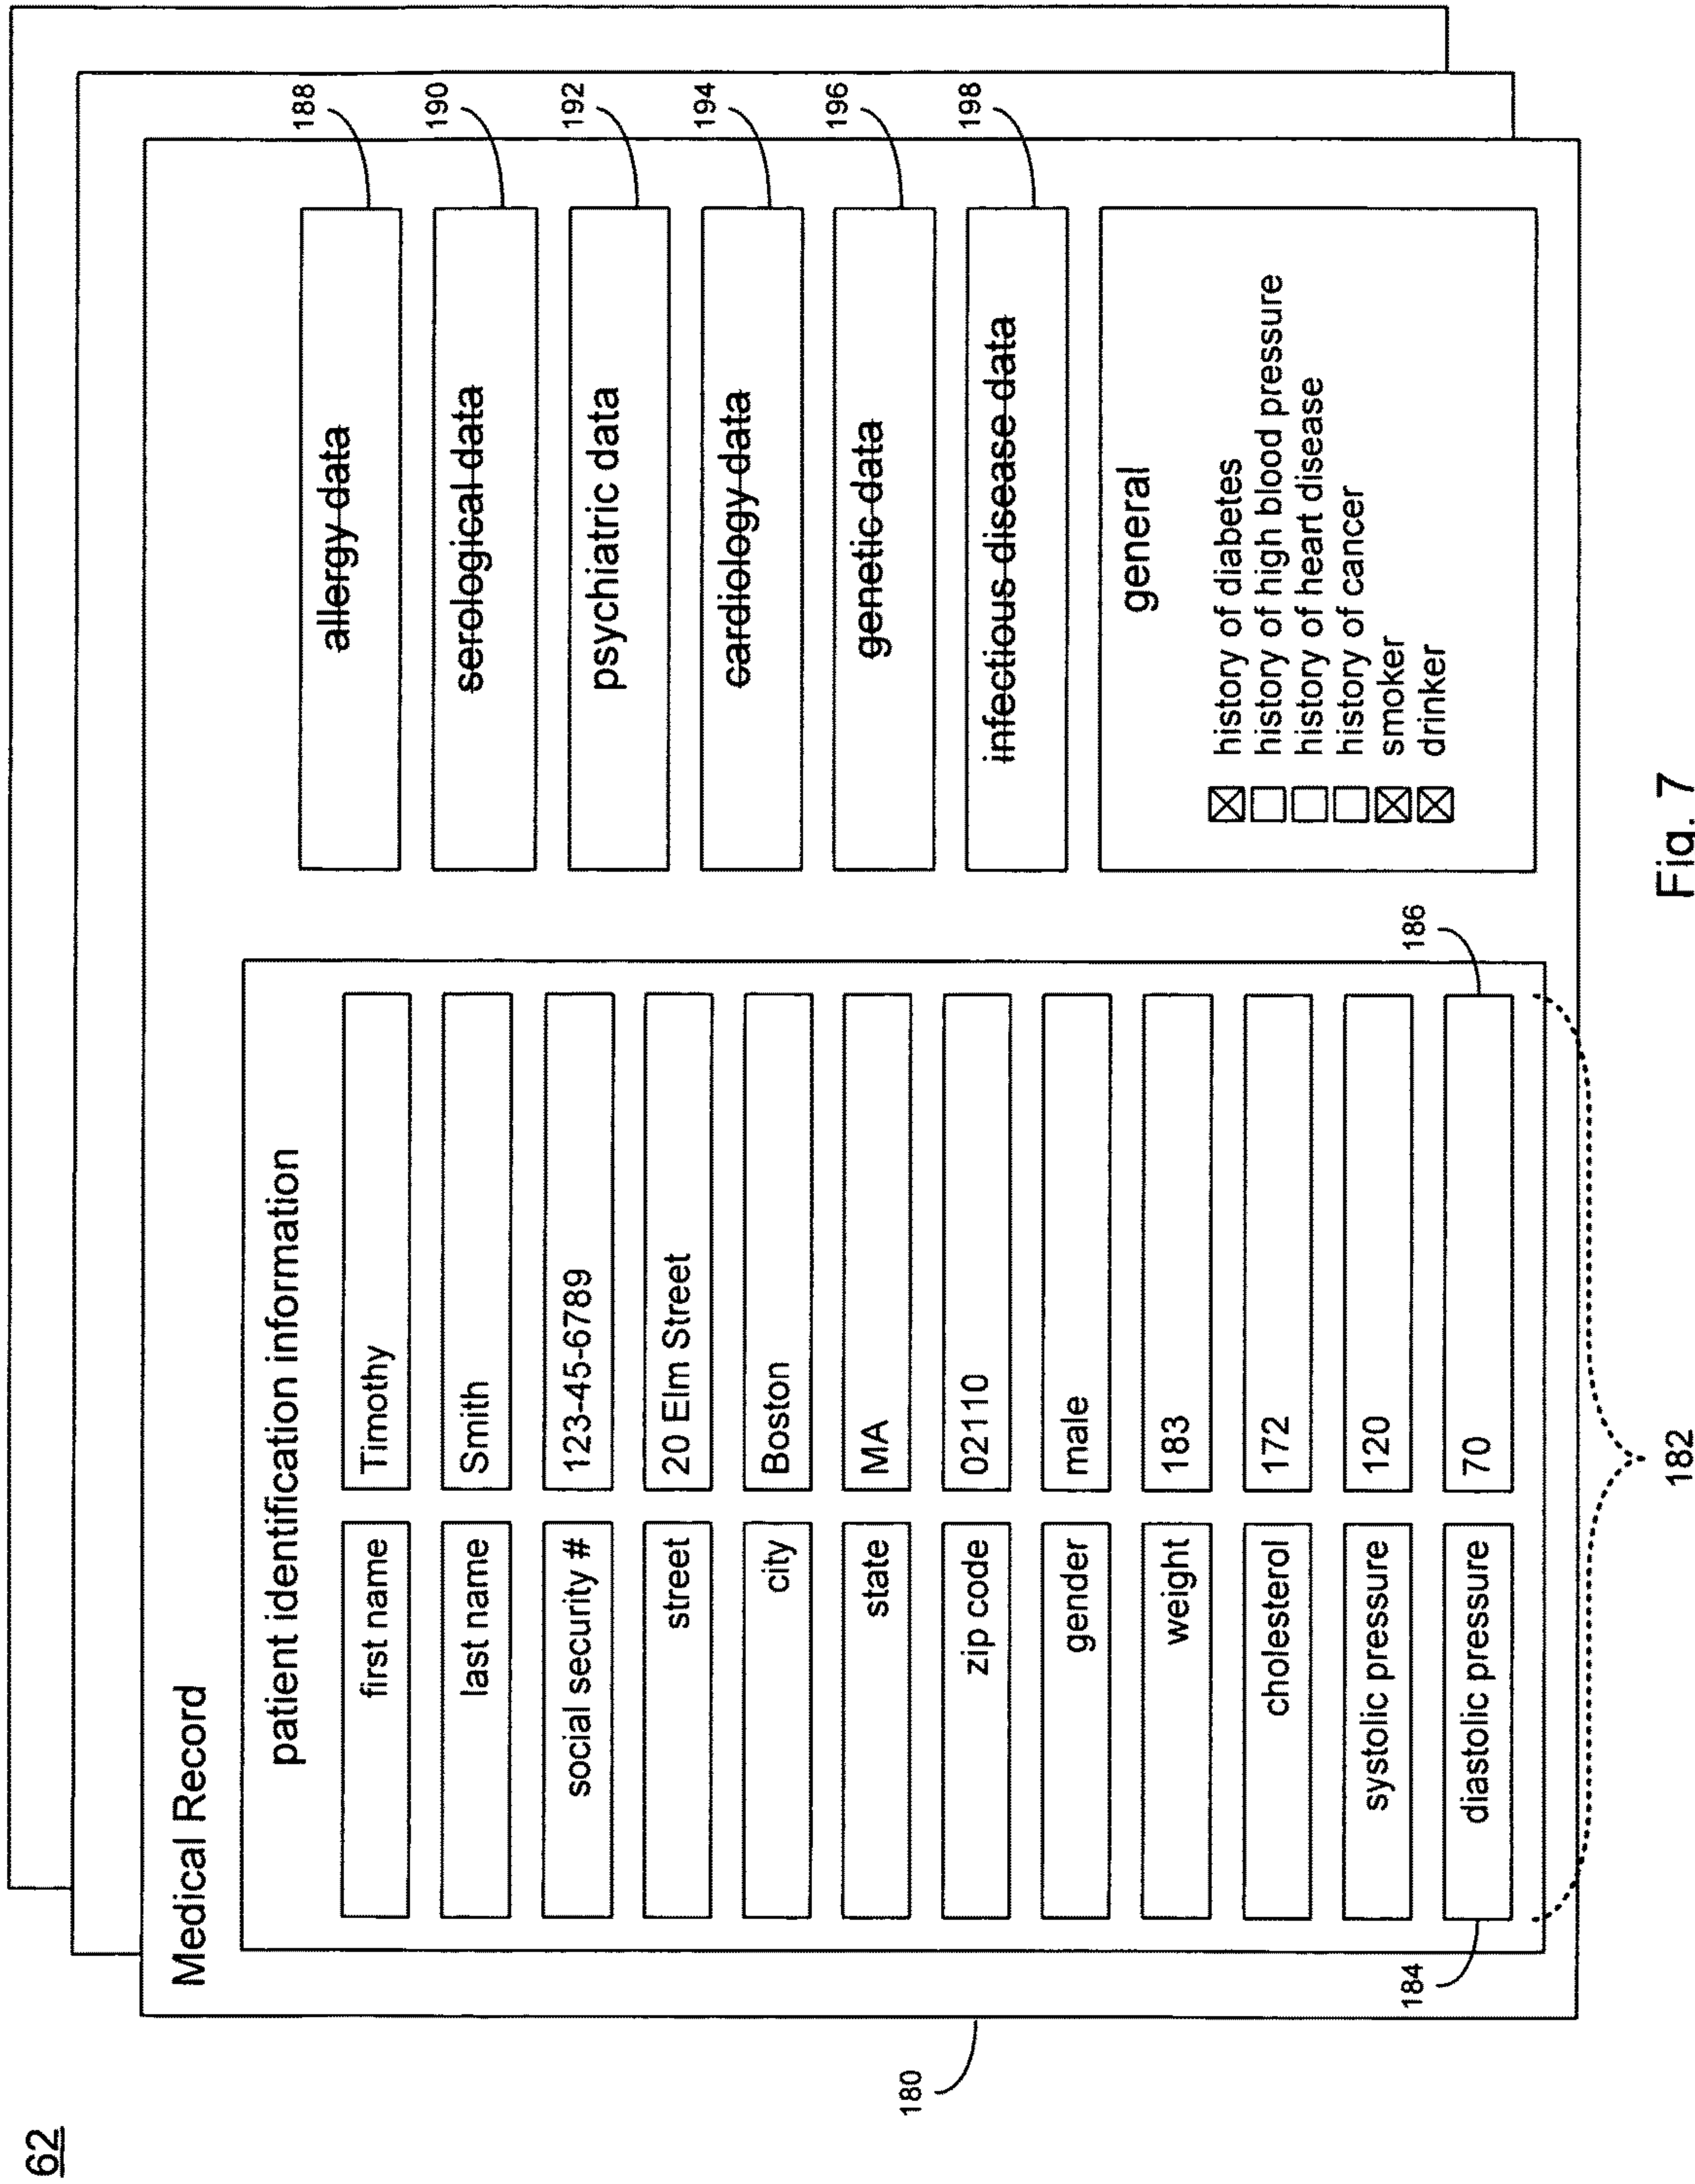 62
Medical Record
180
patient identification information
first name Timothy
last name Smith
social security # 123-45-6789
street 20 Elm Street
city Boston
state MA
zip code 02110
gender male
weight 183
cholesterol 172
systolic pressure 120
diastolic pressure 70
184
186
182
allergy data
188
serological data
190
psychiatric data
192
cardiology data
194
genetic data
196
infectious disease data
198
general
history of diabetes
history of high blood pressure
history of heart disease
history of cancer
smoker
drinker
Fig. 7